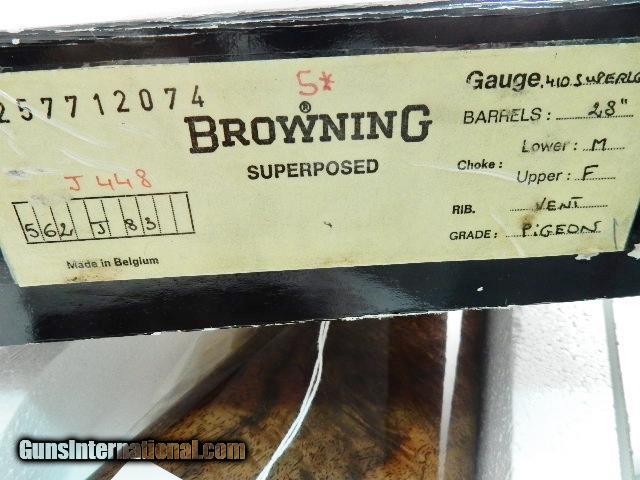 257712074
5*
BROWNING®
SUPERPOSED
J 448
562 J 83
Made in Belgium
Gauge .410 SUPERLG
BARRELS: 28"
Choke:
Lower: M
Upper: F
RIB. VENT
GRADE: PiGEON
GunsInternational.com